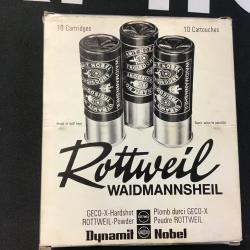 10 Cartridges 10 Cartouches
Rottweil
WAIDMANNSHEIL
GECO-X-Hardshot Plomb durci GECO-X
ROTTWEIL-Powder Poudre ROTTWEIL
Dynamit Nobel